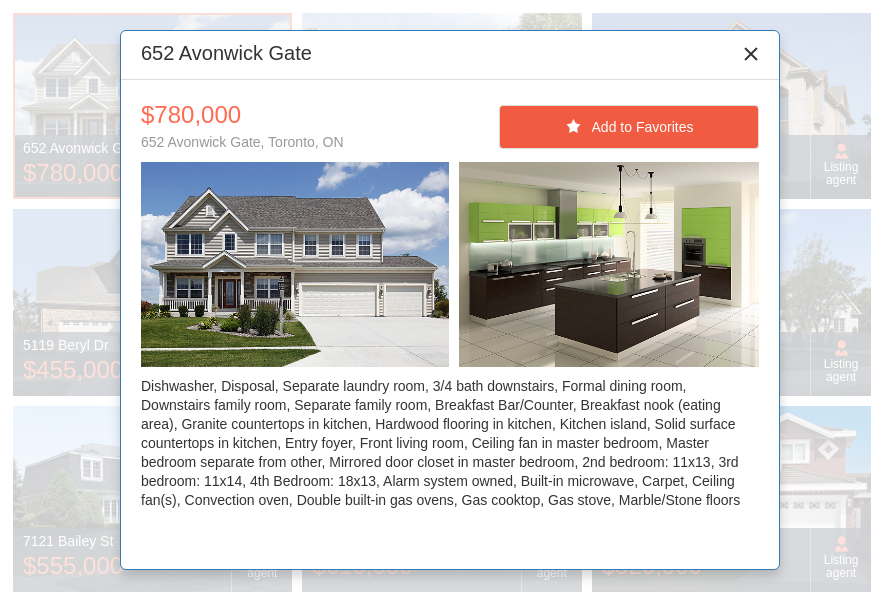 652 Avonwick Gate
$780,000
652 Avonwick Gate, Toronto, ON
Add to Favorites
Dishwasher, Disposal, Separate laundry room, 3/4 bath downstairs, Formal dining room,
Downstairs family room, Separate family room, Breakfast Bar/Counter, Breakfast nook (eating
area), Granite countertops in kitchen, Hardwood flooring in kitchen, Kitchen island, Solid surface
countertops in kitchen, Entry foyer, Front living room, Ceiling fan in master bedroom, Master
bedroom separate from other, Mirrored door closet in master bedroom, 2nd bedroom: 11x13, 3rd
bedroom: 11x14, 4th Bedroom: 18x13, Alarm system owned, Built-in microwave, Carpet, Ceiling
fan(s), Convection oven, Double built-in gas ovens, Gas cooktop, Gas stove, Marble/Stone floors
652 Avonwick G
$780,000
Listing
agent
5119 Beryl Dr
$455,000
Listing
agent
7121 Bailey St
$555,000
agent
agent
Listing
agent